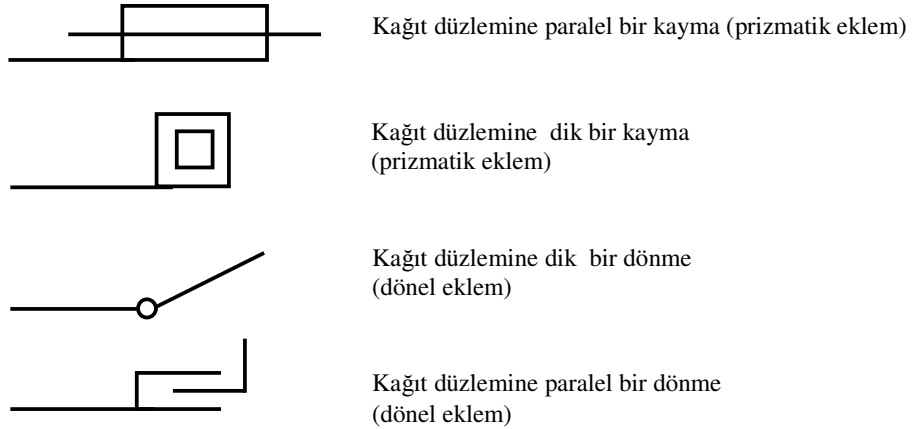 Kağıt düzlemine paralel bir kayma (prizmatik eklem)
Kağıt düzlemine dik bir kayma
(prizmatik eklem)
Kağıt düzlemine dik bir dönme
(dönel eklem)
Kağıt düzlemine paralel bir dönme
(dönel eklem)